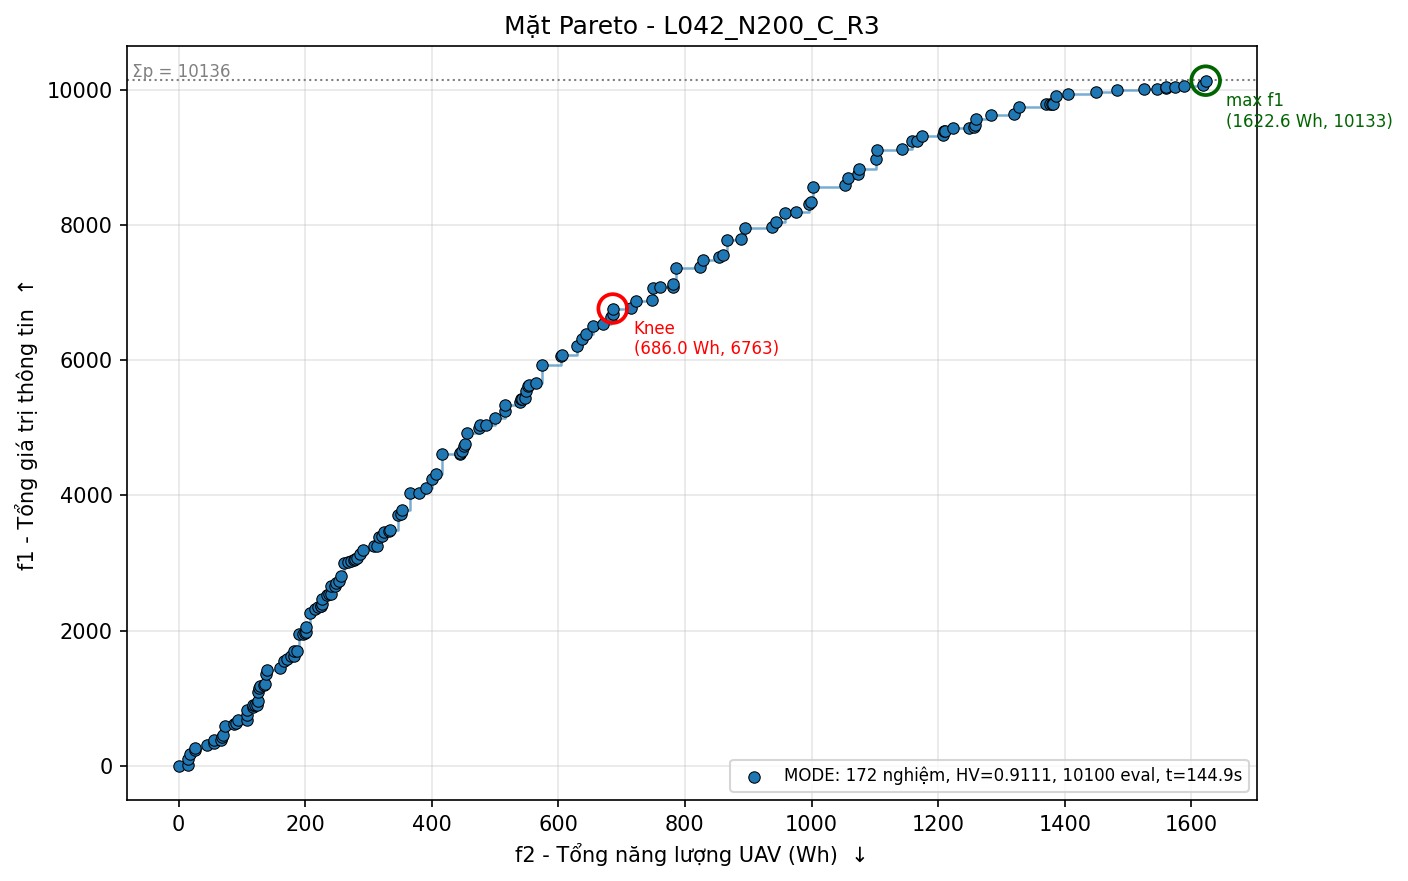 Mặt Pareto - L042_N200_C_R3
Σp = 10136
max f1
(1622.6 Wh, 10133)
Knee
(686.0 Wh, 6763)
f1 - Tổng giá trị thông tin ↑
10000
8000
6000
4000
2000
0
MODE: 172 nghiệm, HV=0.9111, 10100 eval, t=144.9s
0 200 400 600 800 1000 1200 1400 1600
f2 - Tổng năng lượng UAV (Wh) ↓